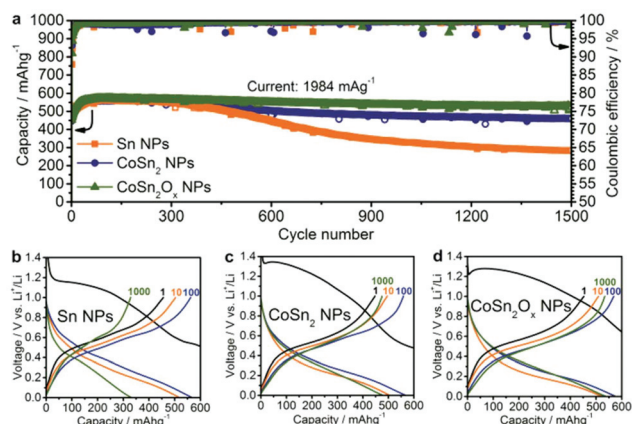 a
1000
900
800
700
600
500
400
300
200
100
0
Capacity / mAhg⁻¹
Current: 1984 mAg⁻¹
Sn NPs
CoSn₂ NPs
CoSn₂Oₓ NPs
100
95
90
85
80
75
70
65
60
55
50
Coulombic efficiency / %
0 300 600 900 1200 1500
Cycle number
b
1.4
1.2
1.0
0.8
0.6
0.4
0.2
0.0
Voltage / V vs. Li⁺/Li
1000 1 10 100
Sn NPs
0 100 200 300 400 500 600
Capacity / mAhg⁻¹
c
1.4
1.2
1.0
0.8
0.6
0.4
0.2
0.0
Voltage / V vs. Li⁺/Li
1000
1 10 100
CoSn₂ NPs
0 100 200 300 400 500 600
Capacity / mAhg⁻¹
d
1.4
1.2
1.0
0.8
0.6
0.4
0.2
0.0
Voltage / V vs. Li⁺/Li
1000
1 10 100
CoSn₂Oₓ NPs
0 100 200 300 400 500 600
Capacity / mAhg⁻¹